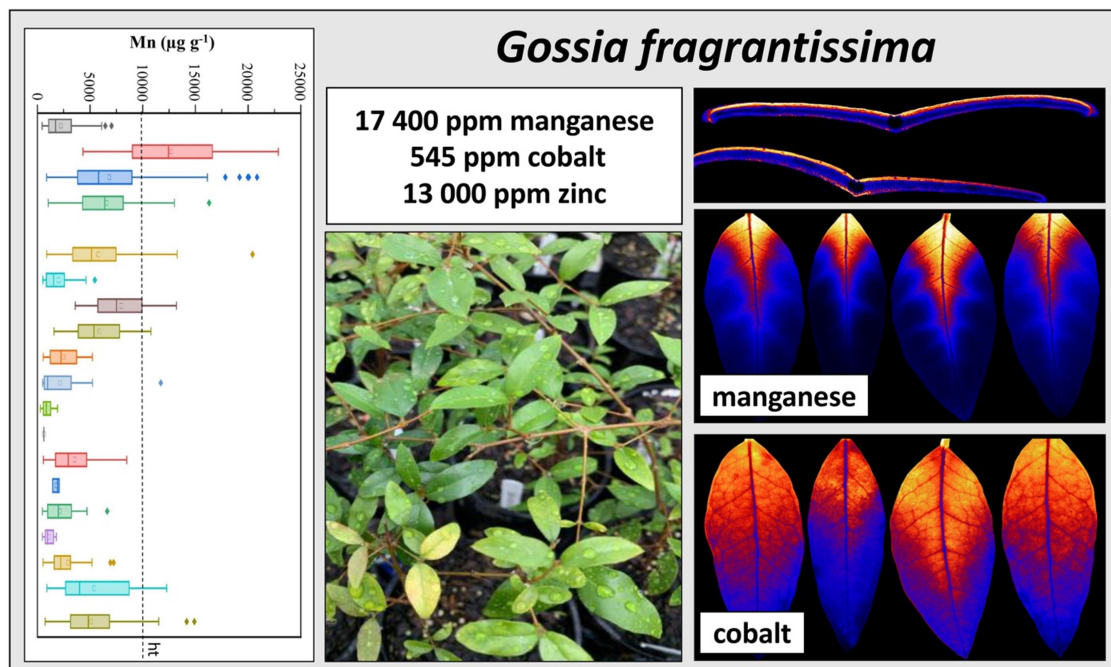 Gossia fragrantissima
Mn (µg g⁻¹)
0
5000
10000
15000
20000
25000
ht
17 400 ppm manganese
545 ppm cobalt
13 000 ppm zinc
manganese
cobalt